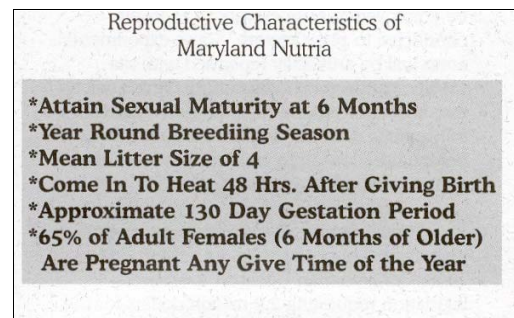 Reproductive Characteristics of
Maryland Nutria
*Attain Sexual Maturity at 6 Months
*Year Round Breediing Season
*Mean Litter Size of 4
*Come In To Heat 48 Hrs. After Giving Birth
*Approximate 130 Day Gestation Period
*65% of Adult Females (6 Months of Older)
Are Pregnant Any Give Time of the Year